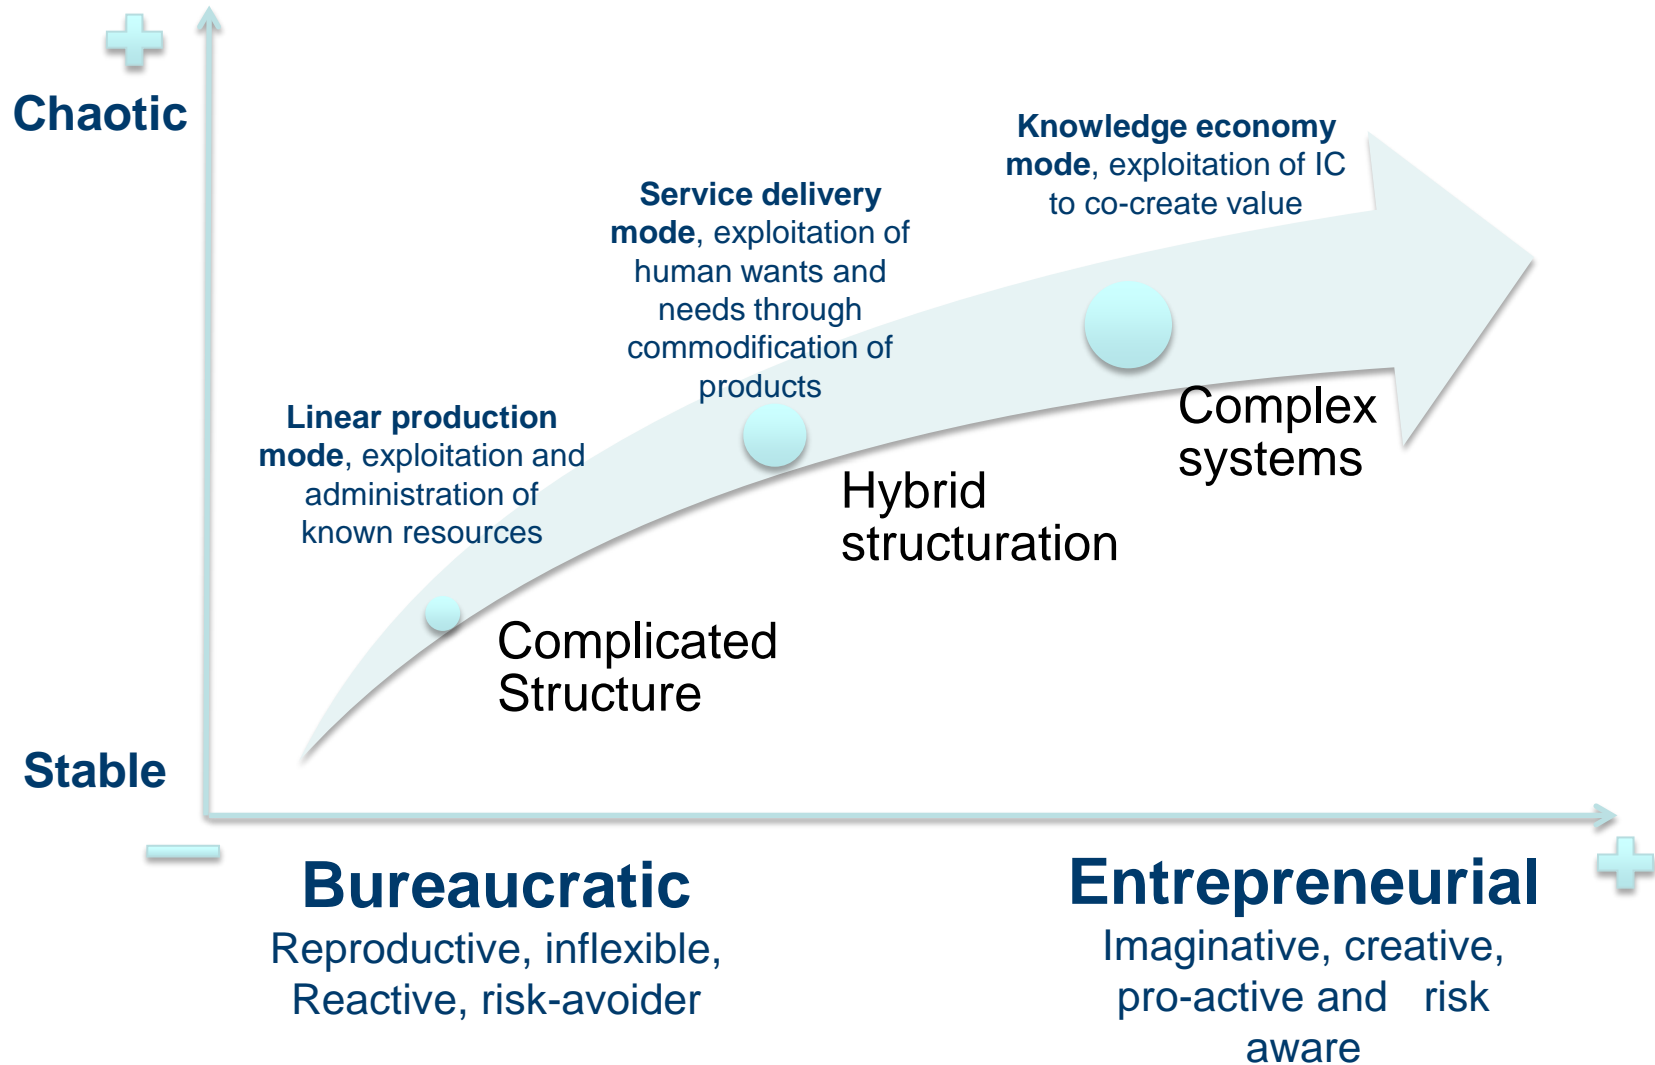 Chaotic
Knowledge economy
mode, exploitation of IC
to co-create value
Service delivery
mode, exploitation of
human wants and
needs through
commodification of
products
Linear production
mode, exploitation and
administration of
known resources
Complex
systems
Hybrid
structuration
Complicated
Structure
Stable
Bureaucratic
Reproductive, inflexible,
Reactive, risk-avoider
Entrepreneurial
Imaginative, creative,
pro-active and risk
aware